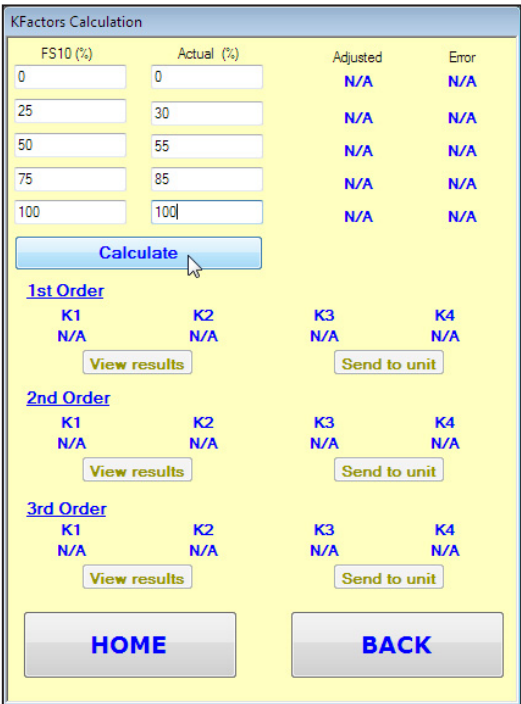 KFactors Calculation
FS10 (%) Actual (%) Adjusted Error
0 0 N/A N/A
25 30 N/A N/A
50 55 N/A N/A
75 85 N/A N/A
100 100 N/A N/A
Calculate
1st Order
K1 K2 K3 K4
N/A N/A N/A N/A
View results Send to unit
2nd Order
K1 K2 K3 K4
N/A N/A N/A N/A
View results Send to unit
3rd Order
K1 K2 K3 K4
N/A N/A N/A N/A
View results Send to unit
HOME BACK